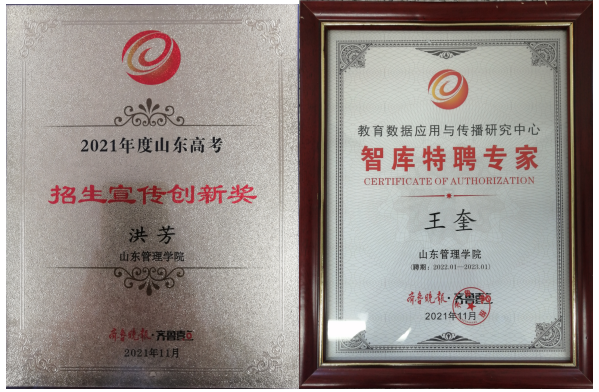 2021年度山东高考
招生宣传创新奖
洪芳
山东管理学院
齐鲁晚报·齐鲁壹点
2021年11月
教育数据应用与传播研究中心
智库特聘专家
CERTIFICATE OF AUTHORIZATION
王奎
山东管理学院
(聘期：2022.01—2023.01)
齐鲁晚报·齐鲁壹点
2021年11月